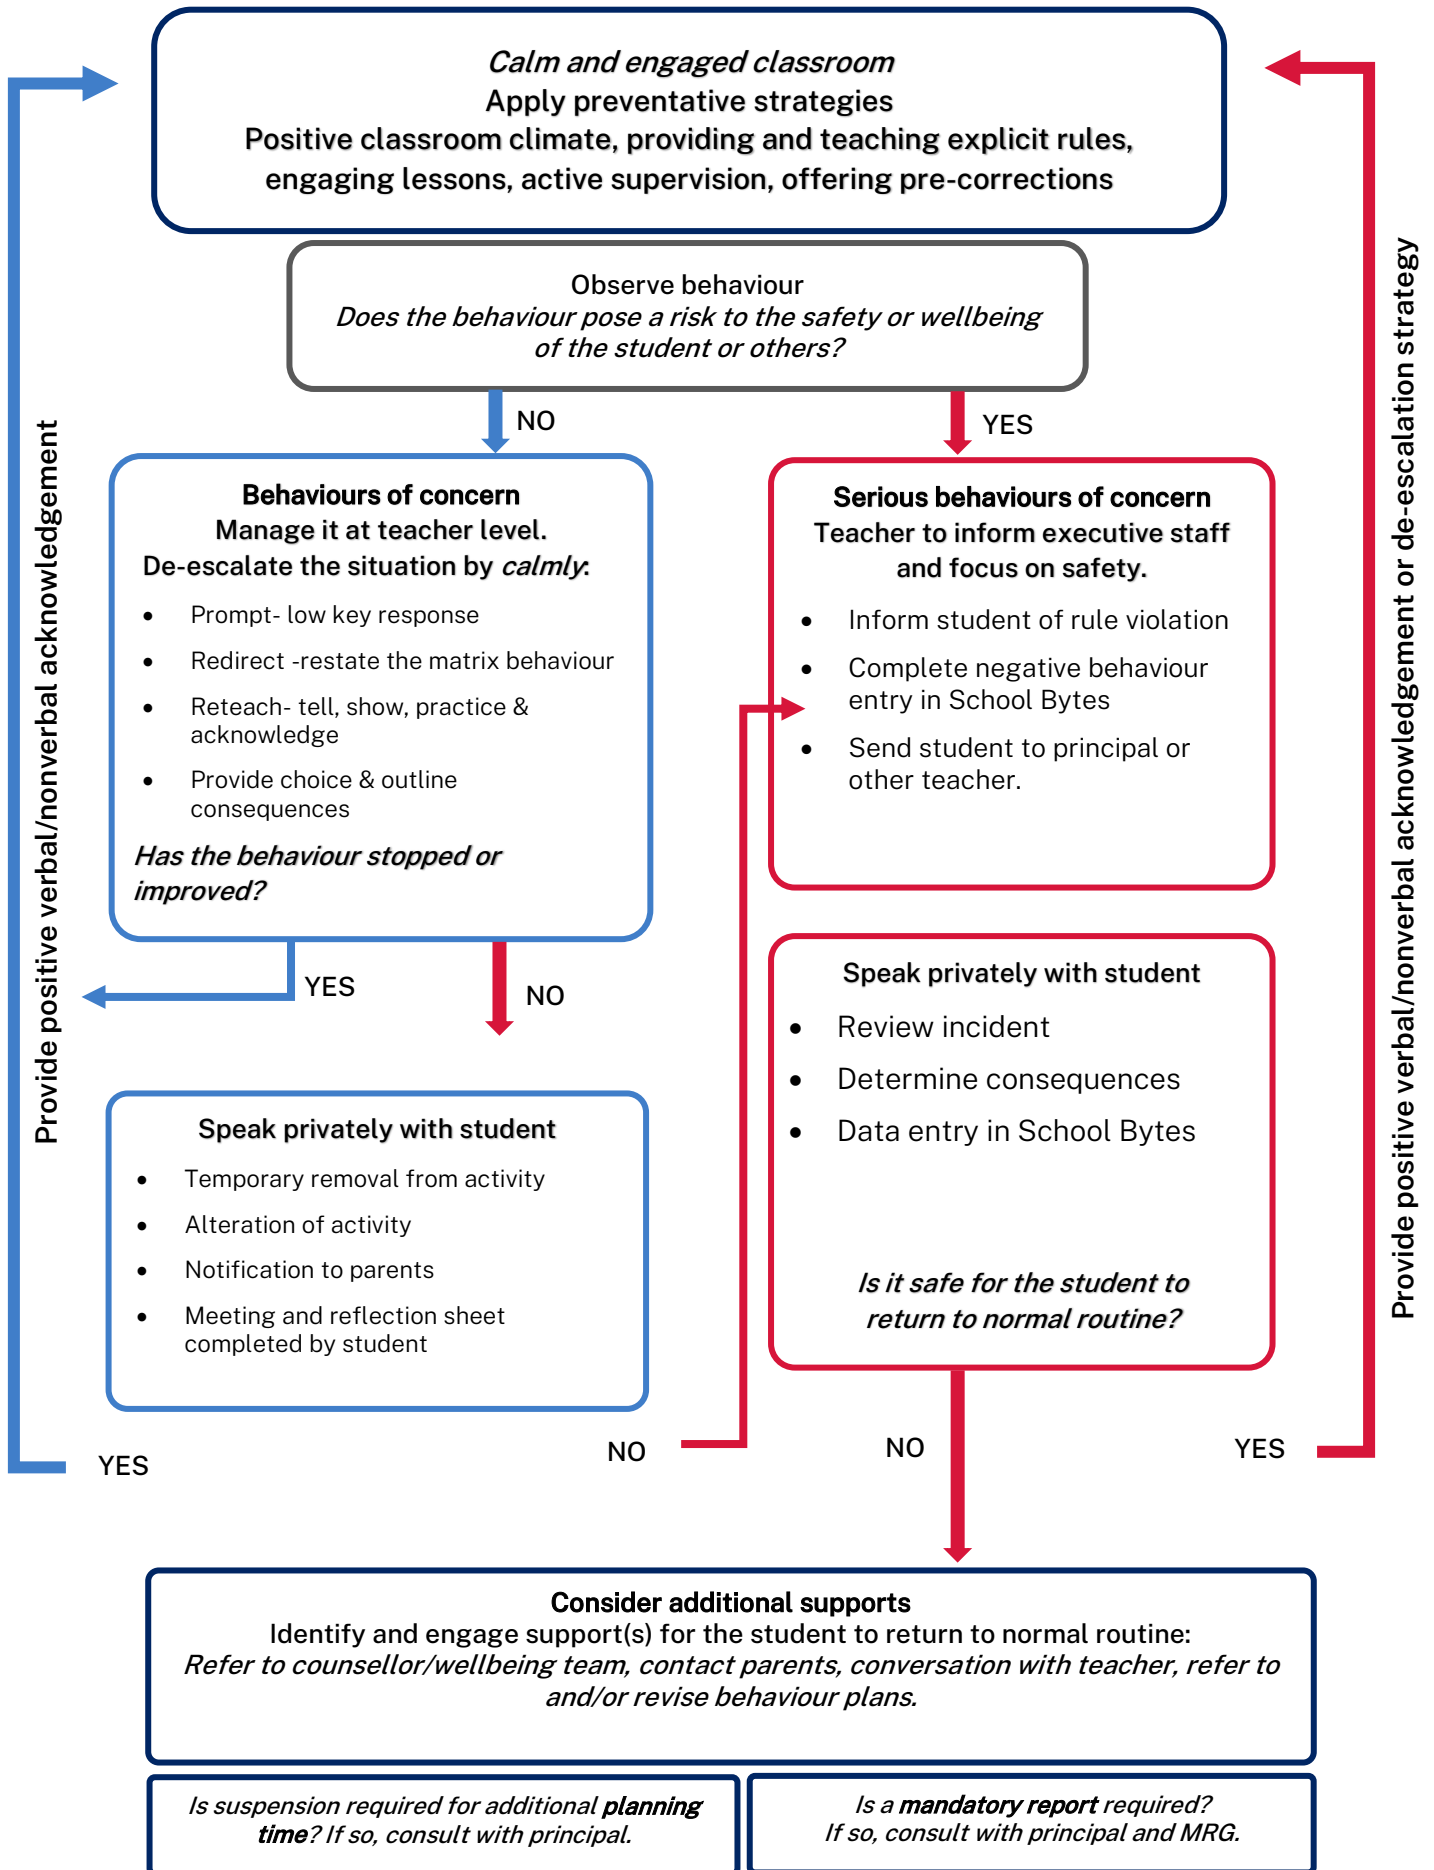 Calm and engaged classroom
Apply preventative strategies
Positive classroom climate, providing and teaching explicit rules,
engaging lessons, active supervision, offering pre-corrections
Observe behaviour
Does the behaviour pose a risk to the safety or wellbeing
of the student or others?
NO
YES
Behaviours of concern
Manage it at teacher level.
De-escalate the situation by calmly:
• Prompt- low key response
• Redirect -restate the matrix behaviour
• Reteach- tell, show, practice &
acknowledge
• Provide choice & outline
consequences
Has the behaviour stopped or
improved?
Serious behaviours of concern
Teacher to inform executive staff
and focus on safety.
• Inform student of rule violation
• Complete negative behaviour
entry in School Bytes
• Send student to principal or
other teacher.
YES
NO
Speak privately with student
• Temporary removal from activity
• Alteration of activity
• Notification to parents
• Meeting and reflection sheet
completed by student
Speak privately with student
• Review incident
• Determine consequences
• Data entry in School Bytes
Is it safe for the student to
return to normal routine?
YES
NO
NO
YES
Provide positive verbal/nonverbal acknowledgement
Provide positive verbal/nonverbal acknowledgement or de-escalation strategy
Consider additional supports
Identify and engage support(s) for the student to return to normal routine:
Refer to counsellor/wellbeing team, contact parents, conversation with teacher, refer to
and/or revise behaviour plans.
Is suspension required for additional planning
time? If so, consult with principal.
Is a mandatory report required?
If so, consult with principal and MRG.